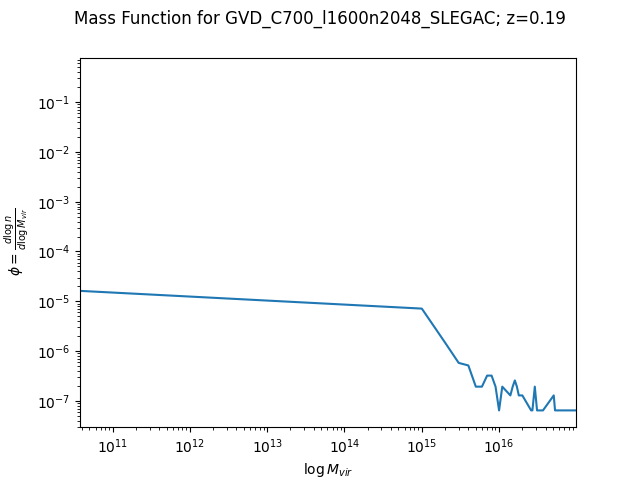 Mass Function for GVD_C700_l1600n2048_SLEGAC; z=0.19
10⁻¹
10⁻²
10⁻³
10⁻⁴
10⁻⁵
10⁻⁶
10⁻⁷
ϕ = d log n / d log M_vir
10¹¹ 10¹² 10¹³ 10¹⁴ 10¹⁵ 10¹⁶
log M_vir